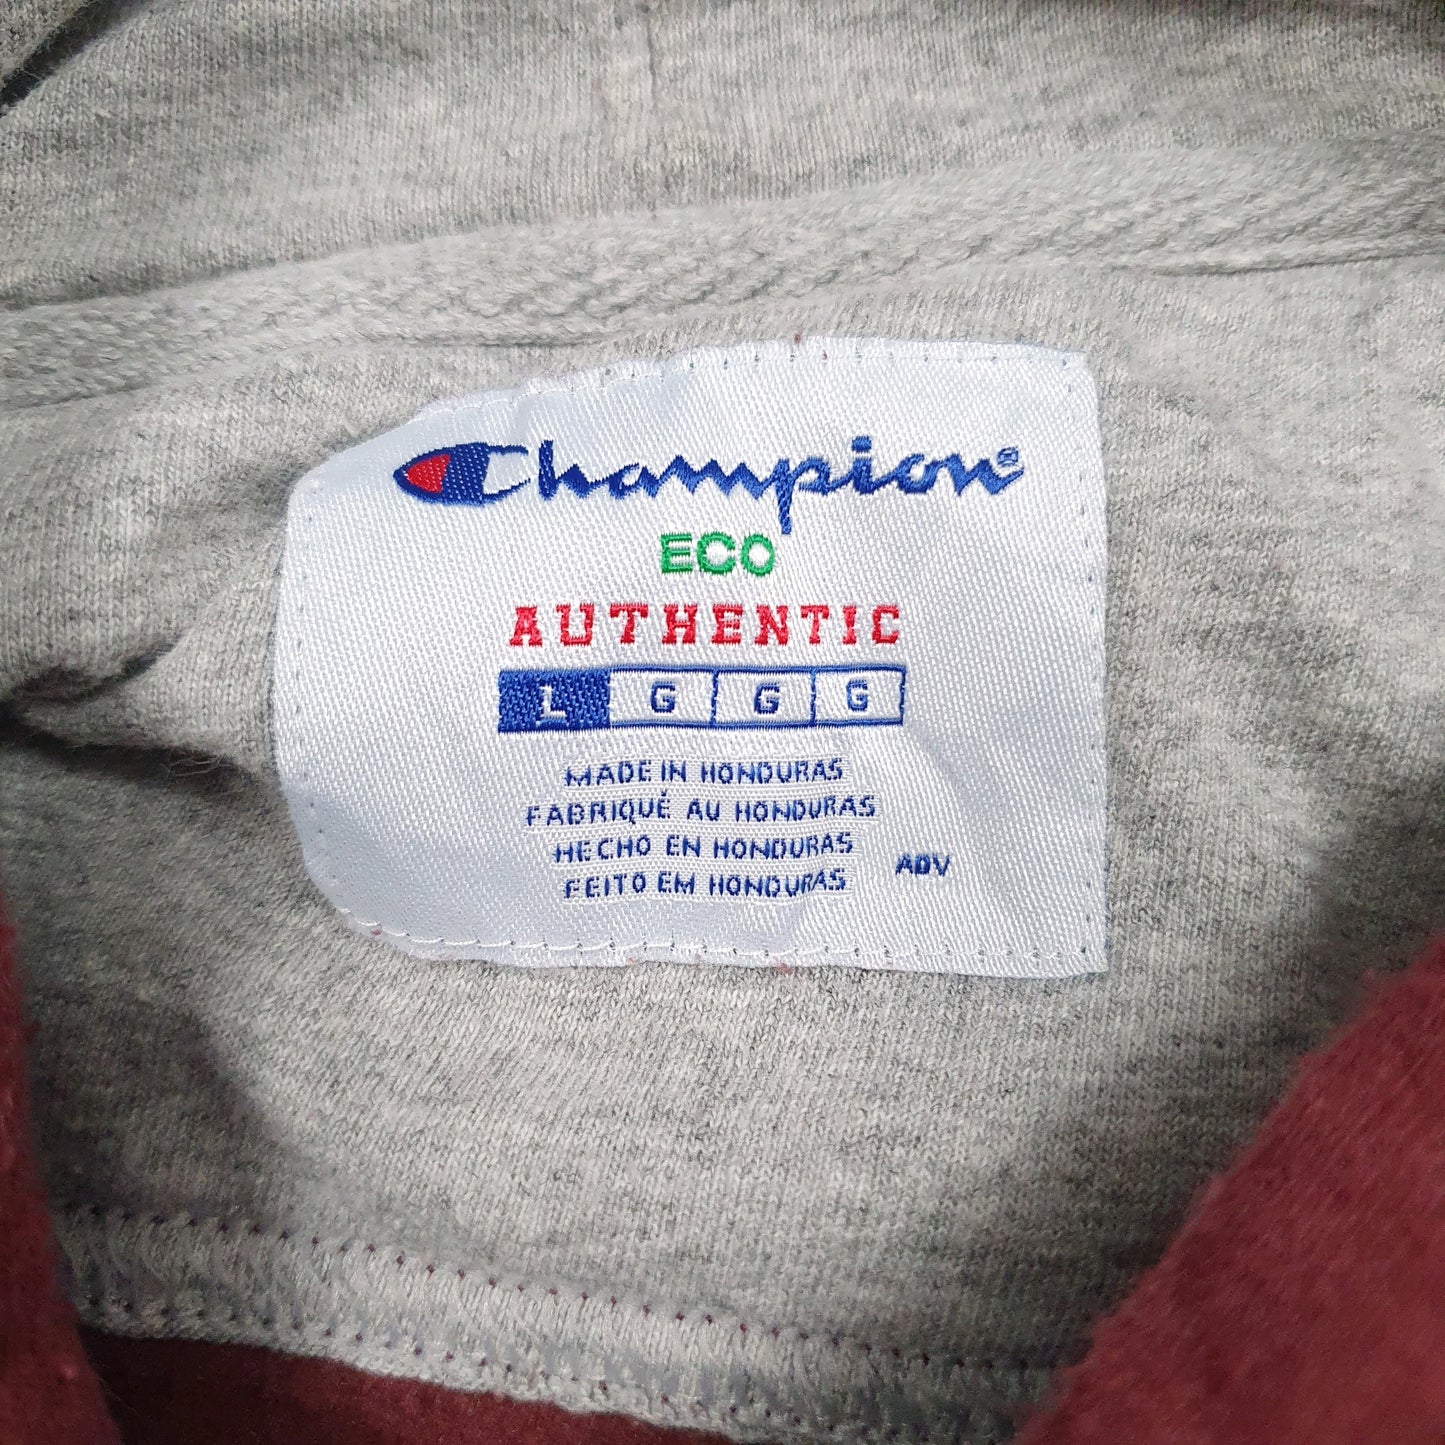 Champion®
ECO
AUTHENTIC
L G G G
MADE IN HONDURAS
FABRIQUÉ AU HONDURAS
HECHO EN HONDURAS
FEITO EM HONDURAS
ADV